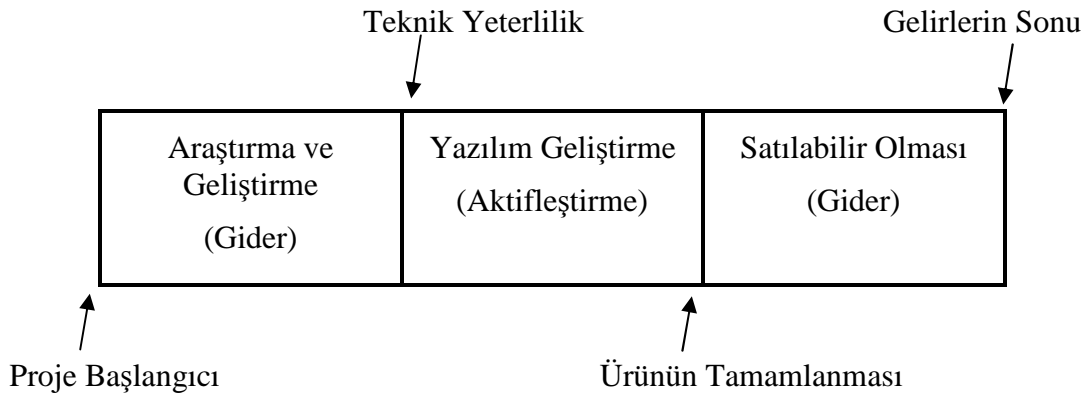 Teknik Yeterlilik
Gelirlerin Sonu
Araştırma ve
Geliştirme
(Gider)
Yazılım Geliştirme
(Aktifleştirme)
Satılabilir Olması
(Gider)
Proje Başlangıcı
Ürünün Tamamlanması